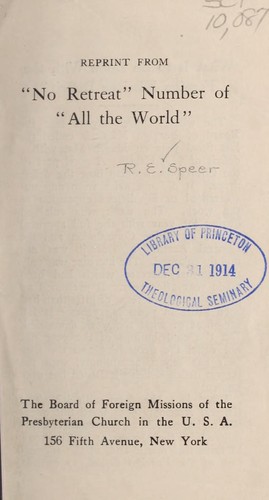 10,087
REPRINT FROM
"No Retreat" Number of
"All the World"
R. E. Speer
LIBRARY OF PRINCETON
DEC 31 1914
THEOLOGICAL SEMINARY
The Board of Foreign Missions of the
Presbyterian Church in the U. S. A.
156 Fifth Avenue, New York